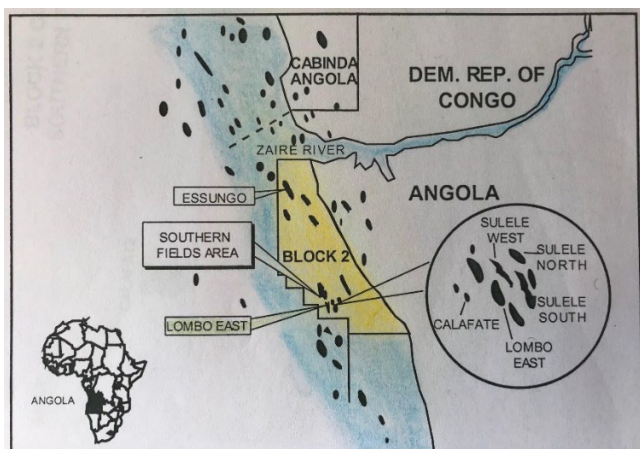 CABINDA
ANGOLA
DEM. REP. OF
CONGO
ZAIRE RIVER
ESSUNGO
ANGOLA
SOUTHERN
FIELDS AREA
BLOCK 2
LOMBO EAST
SULELE
WEST
SULELE
NORTH
SULELE
SOUTH
CALAFATE
LOMBO
EAST
ANGOLA